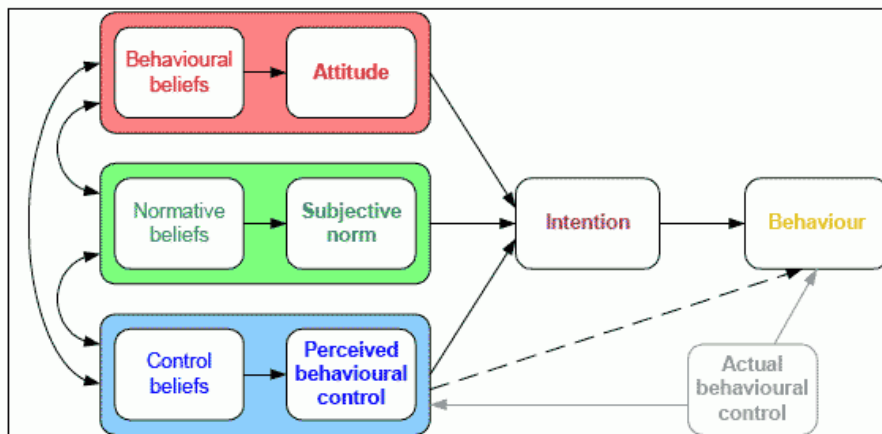 Behavioural
beliefs
Attitude
Normative
beliefs
Subjective
norm
Intention
Behaviour
Control
beliefs
Perceived
behavioural
control
Actual
behavioural
control